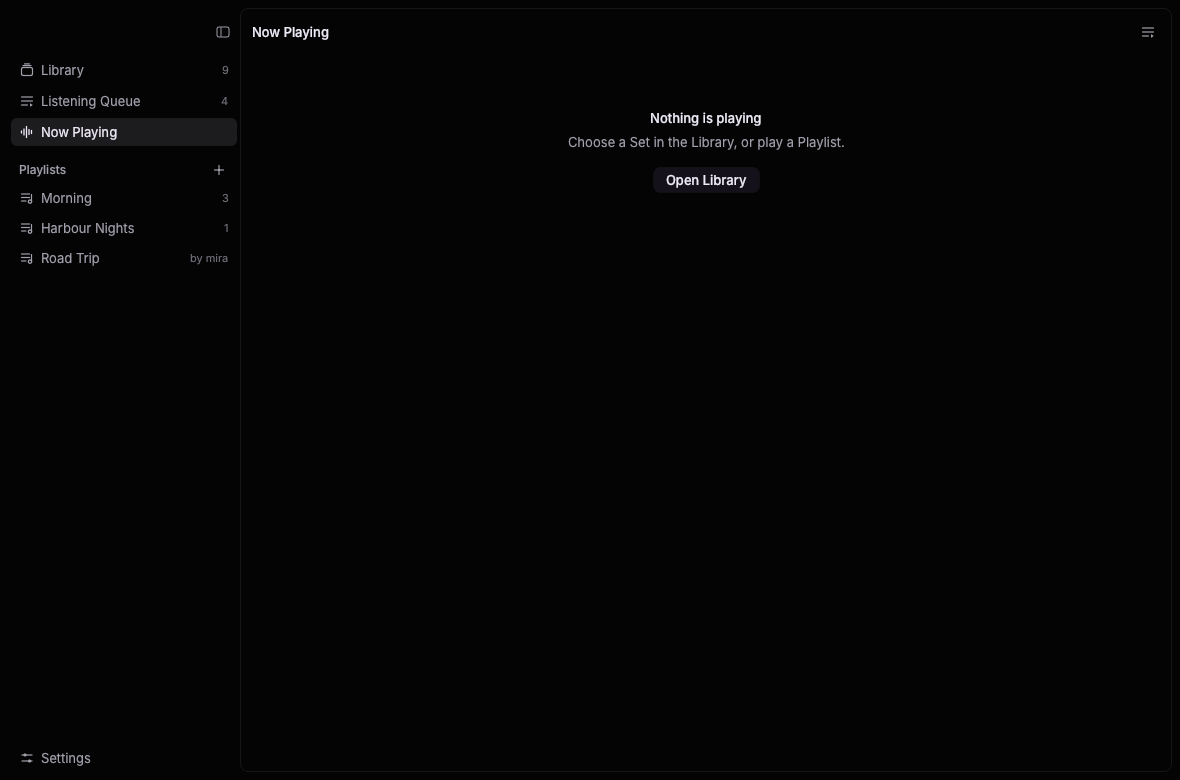 Now Playing
Library 9
Listening Queue 4
Now Playing
Playlists
Morning 3
Harbour Nights 1
Road Trip by mira
Settings
Nothing is playing
Choose a Set in the Library, or play a Playlist.
Open Library